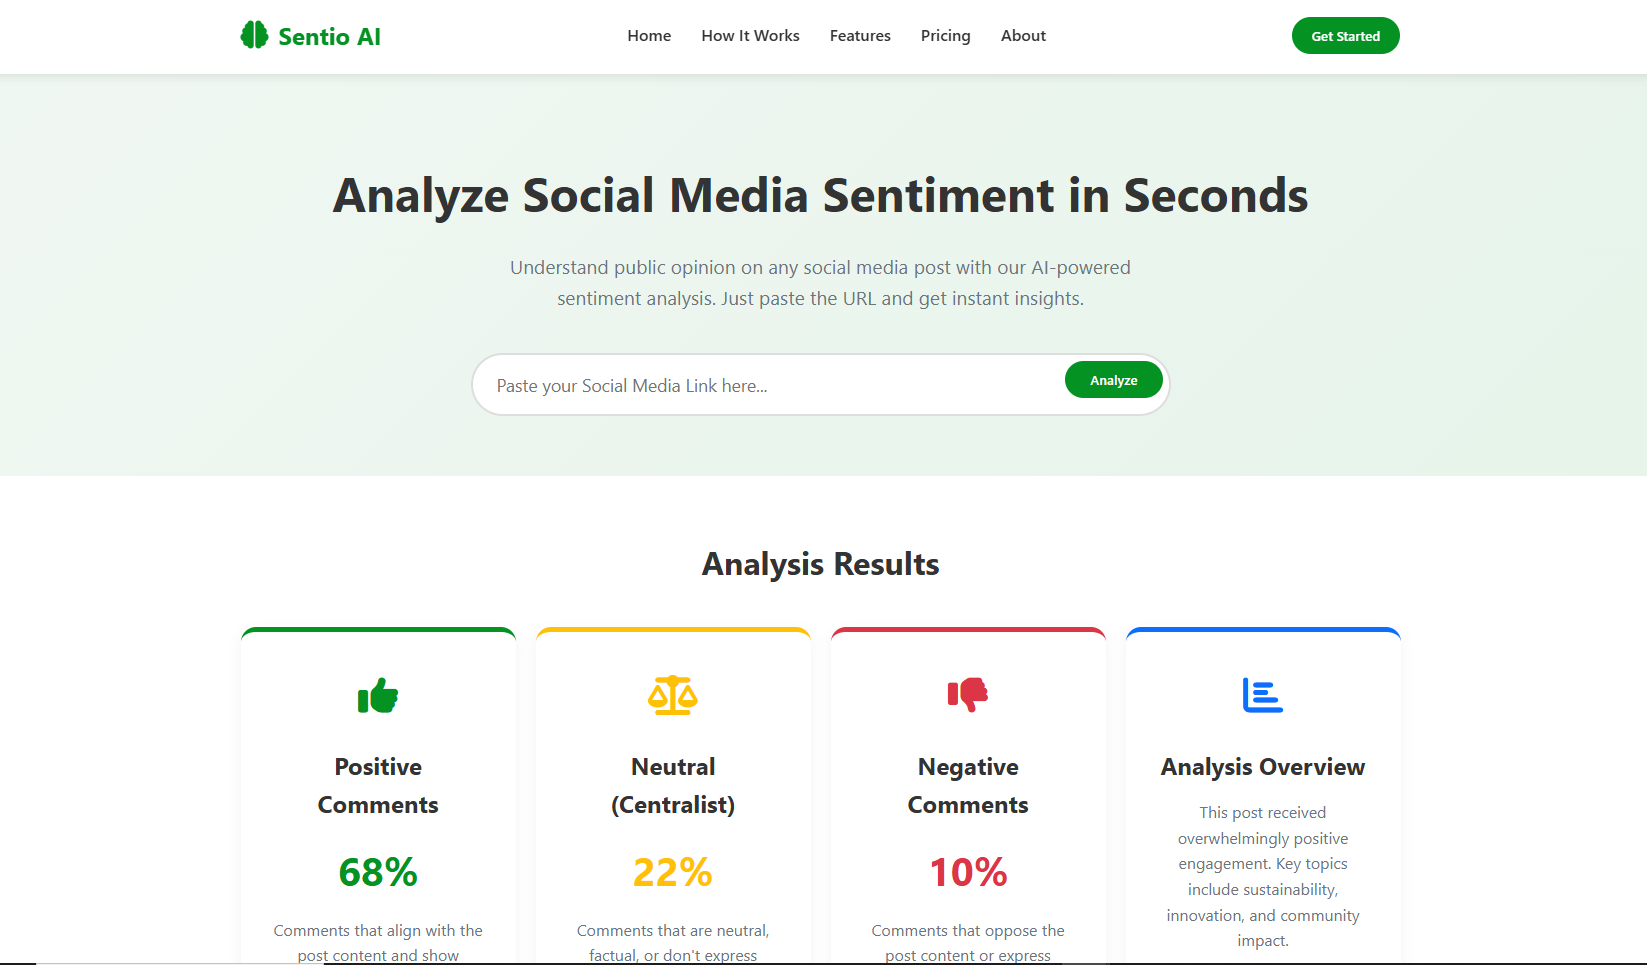 Sentio AI
Home
How It Works
Features
Pricing
About
Get Started
Analyze Social Media Sentiment in Seconds
Understand public opinion on any social media post with our AI-powered
sentiment analysis. Just paste the URL and get instant insights.
Paste your Social Media Link here...
Analyze
Analysis Results
Positive
Comments
68%
Comments that align with the
post content and show
Neutral
(Centralist)
22%
Comments that are neutral,
factual, or don't express
Negative
Comments
10%
Comments that oppose the
post content or express
Analysis Overview
This post received
overwhelmingly positive
engagement. Key topics
include sustainability,
innovation, and community
impact.